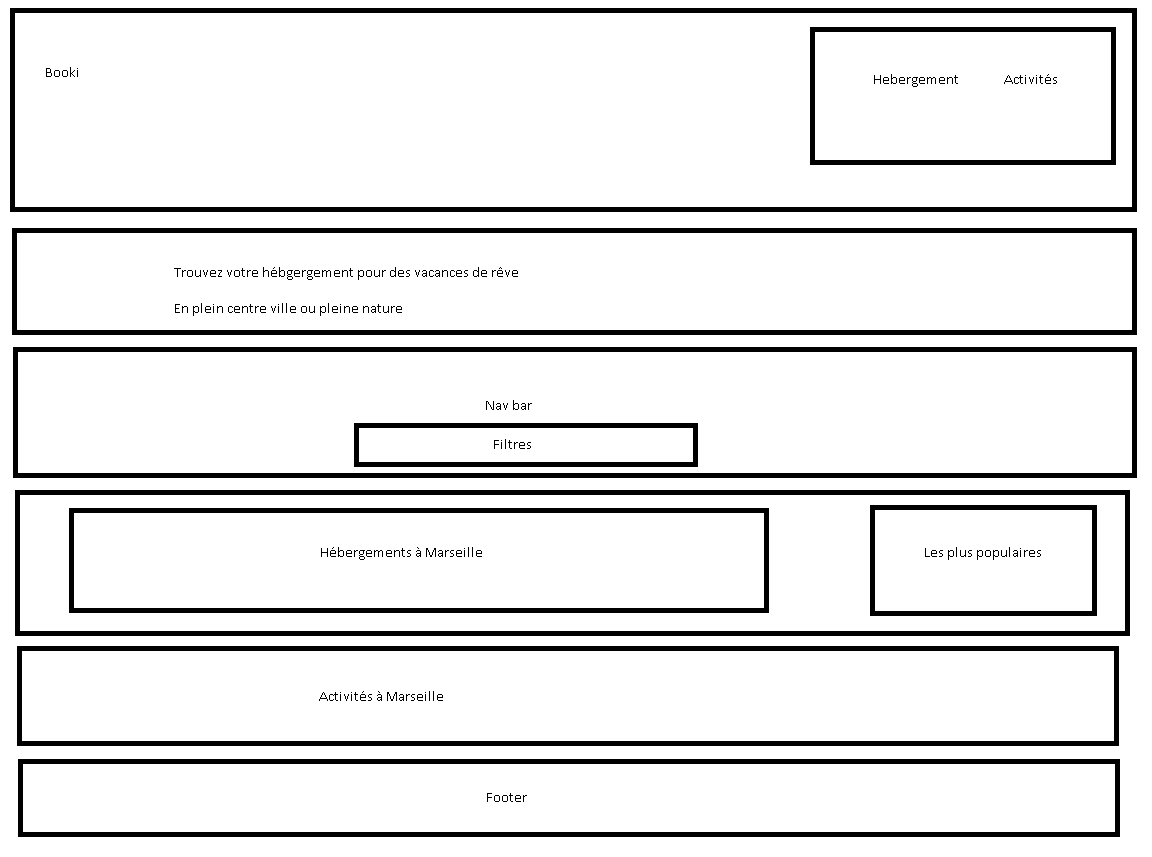 Booki
Hebergement Activités
Trouvez votre hébgergement pour des vacances de rêve
En plein centre ville ou pleine nature
Nav bar
Filtres
Hébergements à Marseille
Les plus populaires
Activités à Marseille
Footer